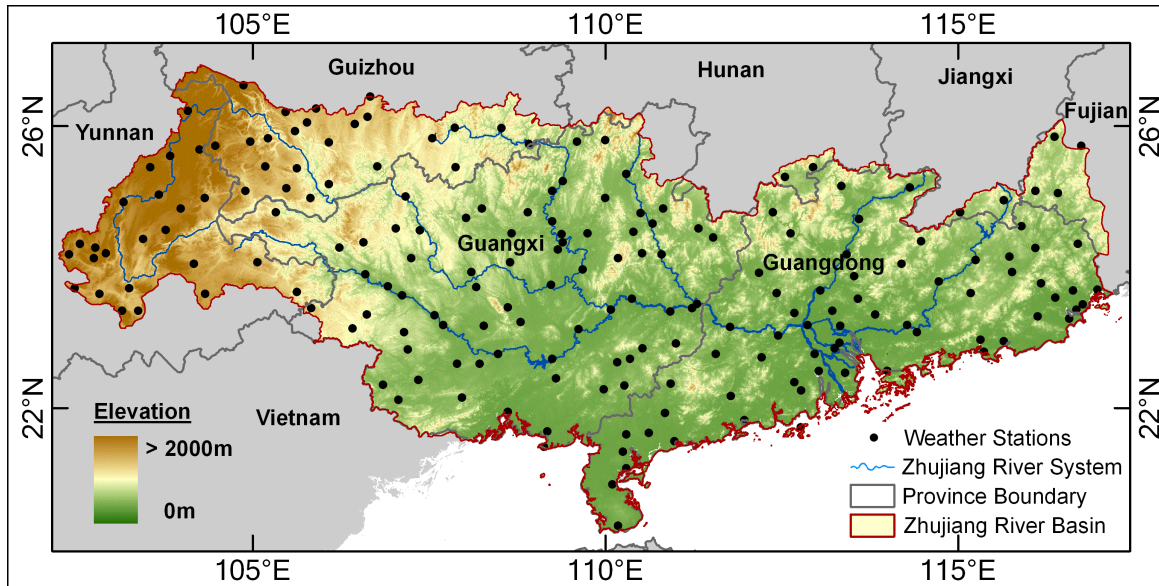 105°E 110°E 115°E
Guizhou
Hunan
Jiangxi
Fujian
Yunnan
26°N
26°N
Guangxi
Guangdong
22°N
22°N
Vietnam
Elevation
> 2000m
0m
Weather Stations
Zhujiang River System
Province Boundary
Zhujiang River Basin
105°E 110°E 115°E